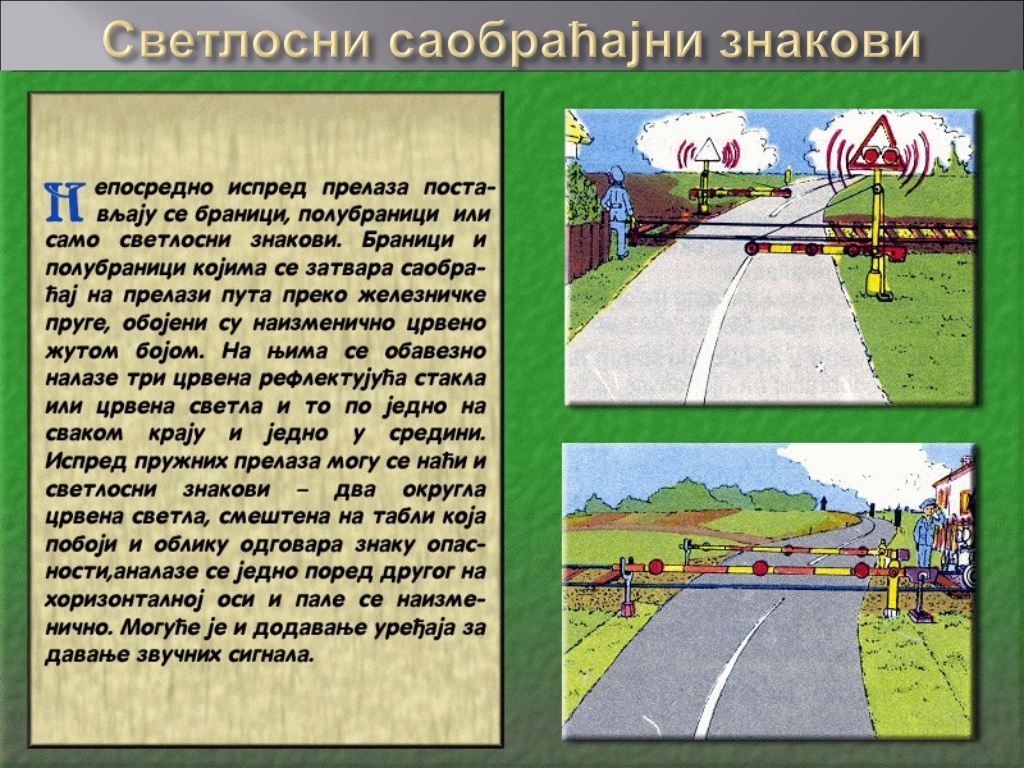 Светлосни саобраћајни знакови
Непосредно испред прелаза поста-
вљају се браници, полубраници или
само светлосни знакови. Браници и
полубраници којима се затвара саобра-
ћај на прелази пута преко железничке
пруге, обојени су наизменично црвено
жутом бојом. На њима се обавезно
налазе три црвена рефлектујућа стакла
или црвена светла и то по једно на
сваком крају и једно у средини.
Испред пружних прелаза могу се наћи и
светлосни знакови – два округла
црвена светла, смештена на табли која
побоји и облику одговара знаку опас-
ности,аналазе се једно поред другог на
хоризонталној оси и пале се наизме-
нично. Могуће је и додавање уређаја за
давање звучних сигнала.